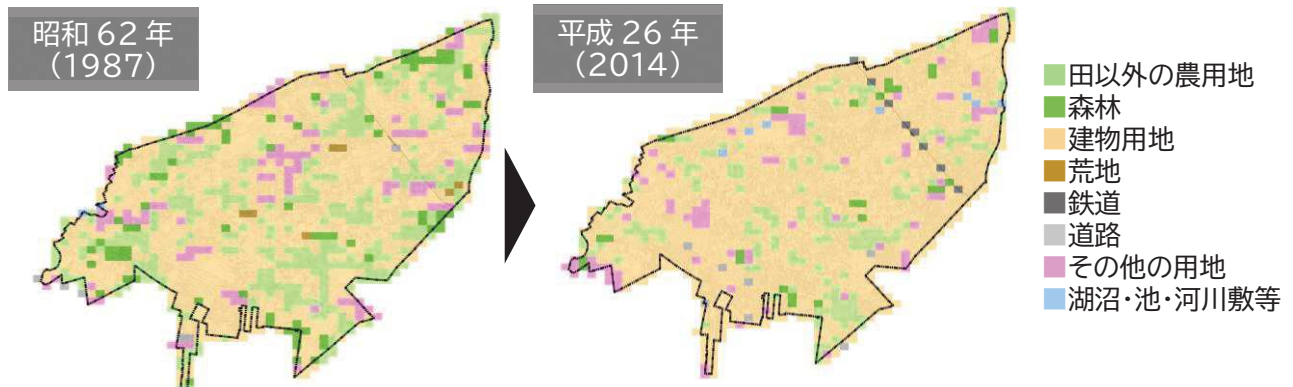 昭和 62 年
(1987)
平成 26 年
(2014)
田以外の農用地
森林
建物用地
荒地
鉄道
道路
その他の用地
湖沼・池・河川敷等